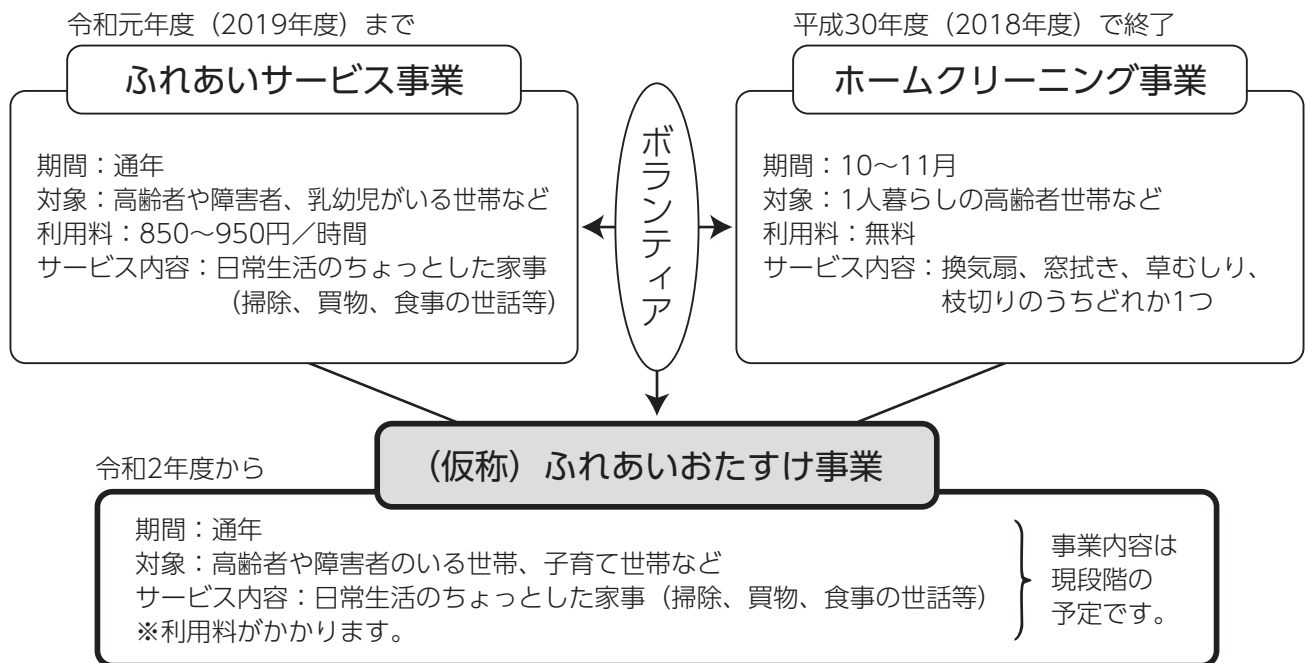 令和元年度（2019年度）まで
ふれあいサービス事業
期間：通年
対象：高齢者や障害者、乳幼児がいる世帯など
利用料：850〜950円／時間
サービス内容：日常生活のちょっとした家事
（掃除、買物、食事の世話等）
ボランティア
平成30年度（2018年度）で終了
ホームクリーニング事業
期間：10〜11月
対象：1人暮らしの高齢者世帯など
利用料：無料
サービス内容：換気扇、窓拭き、草むしり、
枝切りのうちどれか1つ
令和2年度から
（仮称）ふれあいおたすけ事業
期間：通年
対象：高齢者や障害者のいる世帯、子育て世帯など
サービス内容：日常生活のちょっとした家事（掃除、買物、食事の世話等）
※利用料がかかります。
事業内容は
現段階の
予定です。